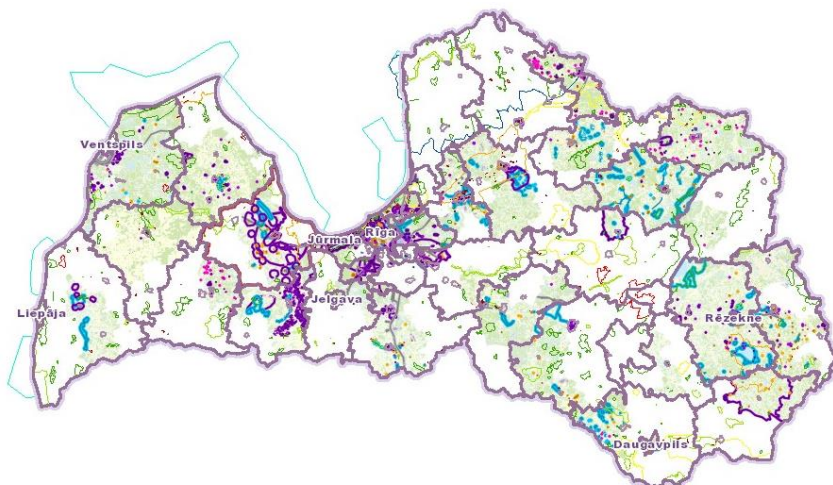 Ventspils
Rīga
Jūrmala
Jelgava
Liepāja
Rēzekne
Daugavpils